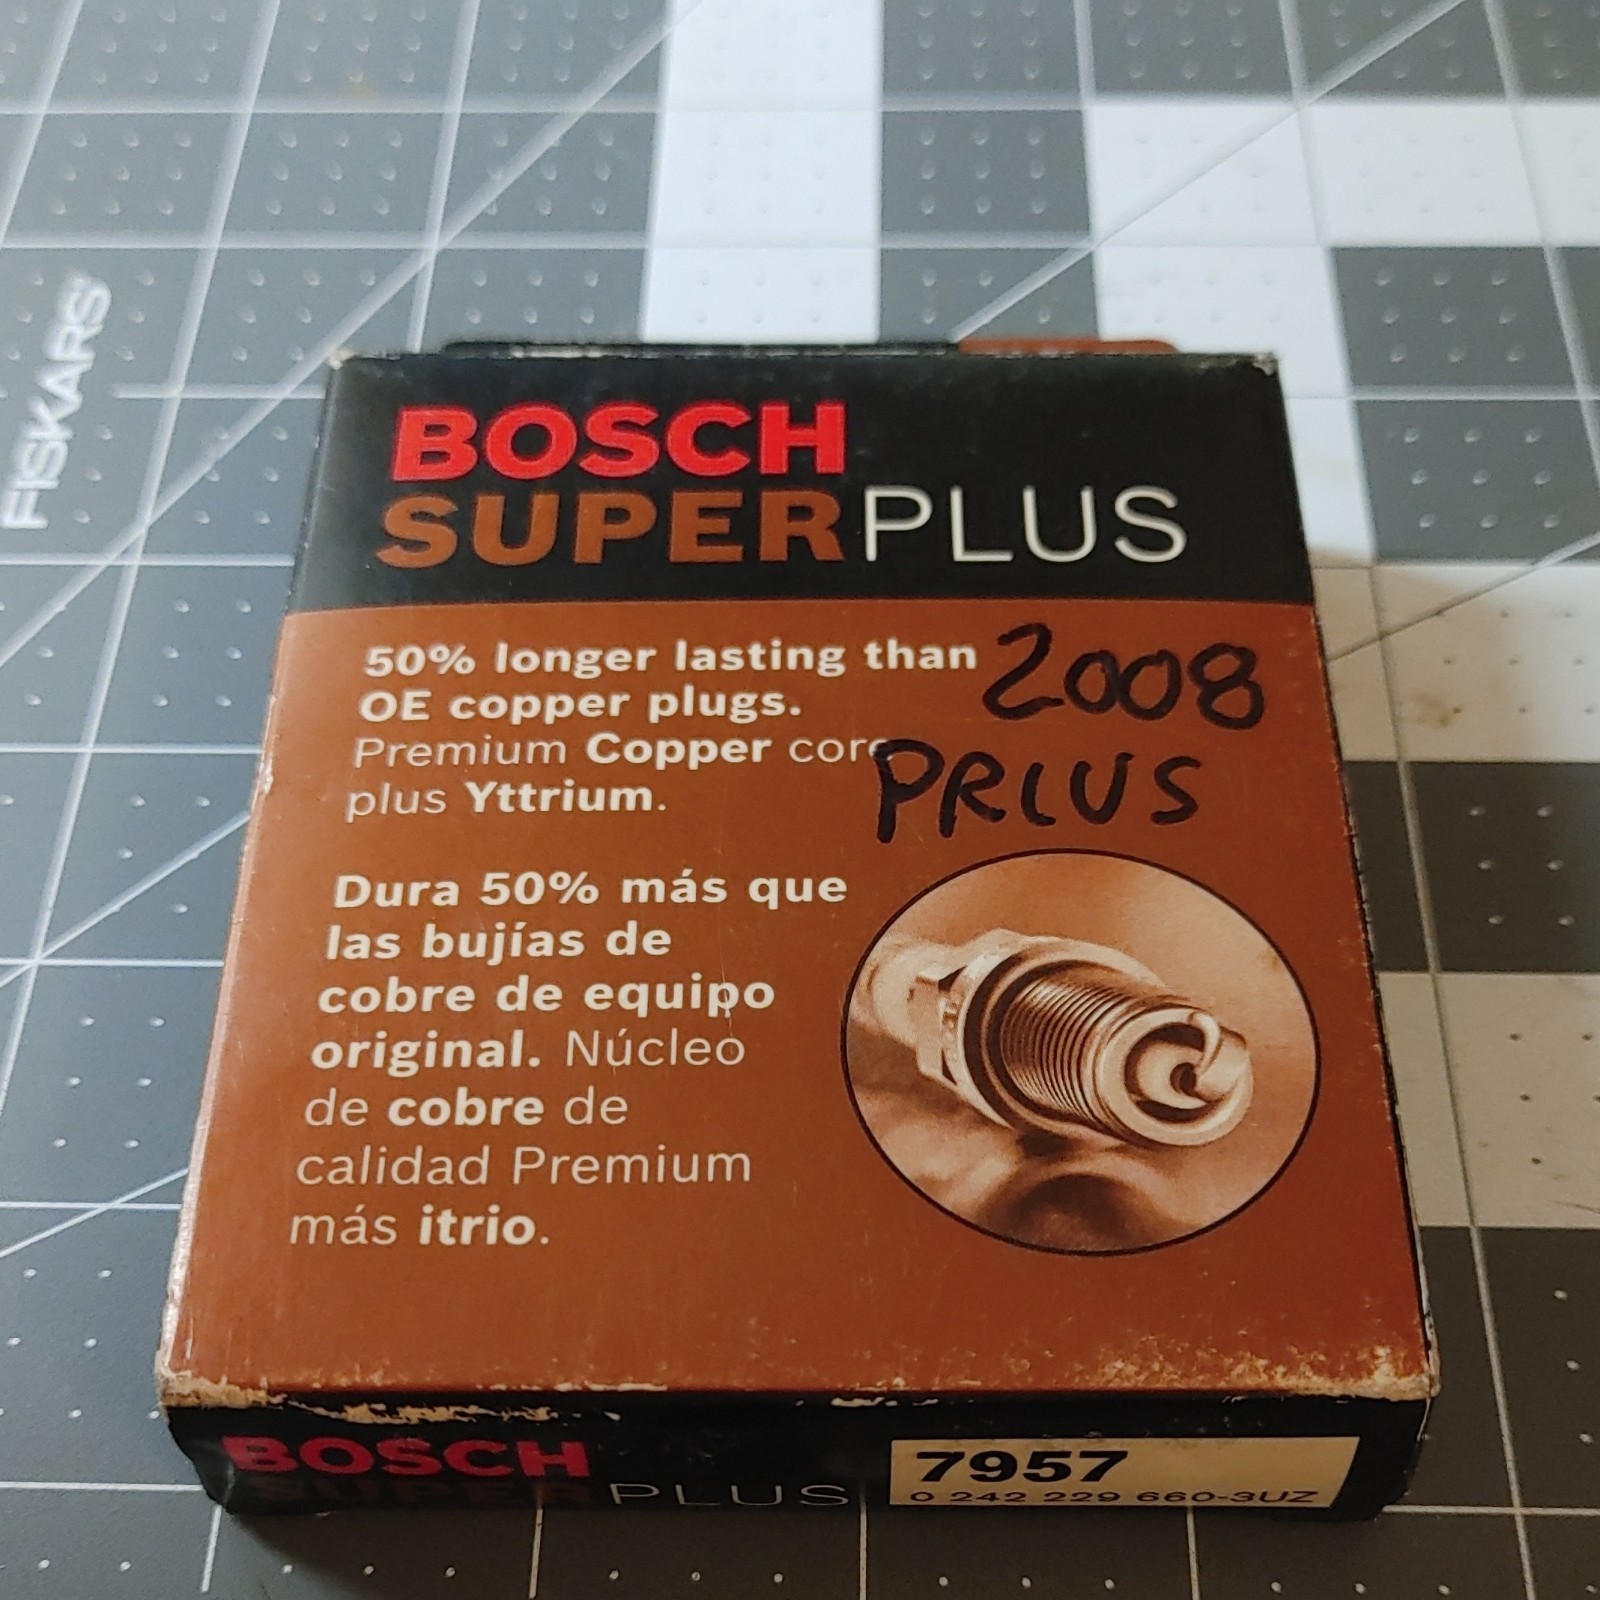 FISKARS
BOSCH
SUPERPLUS
50% longer lasting than
OE copper plugs.
Premium Copper core
plus Yttrium.
2008
PRIUS
Dura 50% más que
las bujías de
cobre de equipo
original. Núcleo
de cobre de
calidad Premium
más itrio.
BOSCH
SUPERPLUS
7957
0 242 229 660-3UZ